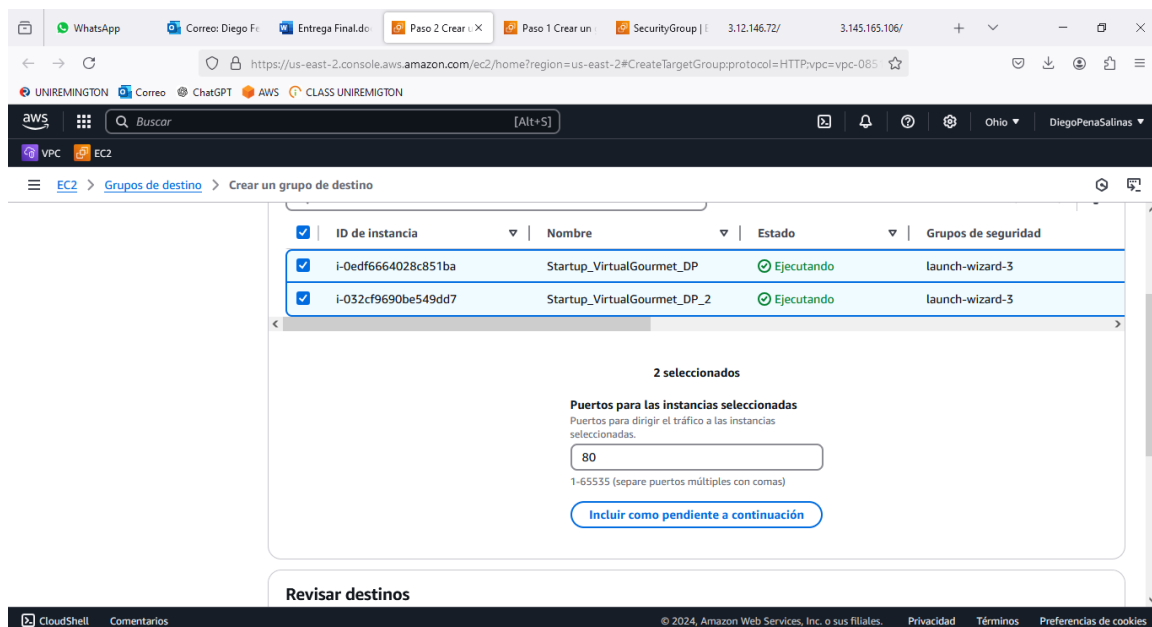 WhatsApp
Correo: Diego Fe
Entrega Final.do
Paso 2 Crear u
Paso 1 Crear un
SecurityGroup | E
3.12.146.72/
3.145.165.106/
https://us-east-2.console.aws.amazon.com/ec2/home?region=us-east-2#CreateTargetGroup:protocol=HTTP;vpc=vpc-085
UNIREMINGTON
Correo
ChatGPT
AWS
CLASS UNIREMIGTON
aws
Buscar
[Alt+S]
Ohio
DiegoPenaSalinas
VPC
EC2
EC2 > Grupos de destino > Crear un grupo de destino
ID de instancia
Nombre
Estado
Grupos de seguridad
i-0edf6664028c851ba
Startup_VirtualGourmet_DP
Ejecutando
launch-wizard-3
i-032cf9690be549dd7
Startup_VirtualGourmet_DP_2
Ejecutando
launch-wizard-3
2 seleccionados
Puertos para las instancias seleccionadas
Puertos para dirigir el tráfico a las instancias
seleccionadas.
80
1-65535 (separe puertos múltiples con comas)
Incluir como pendiente a continuación
Revisar destinos
CloudShell
Comentarios
© 2024, Amazon Web Services, Inc. o sus filiales.
Privacidad
Términos
Preferencias de cookies